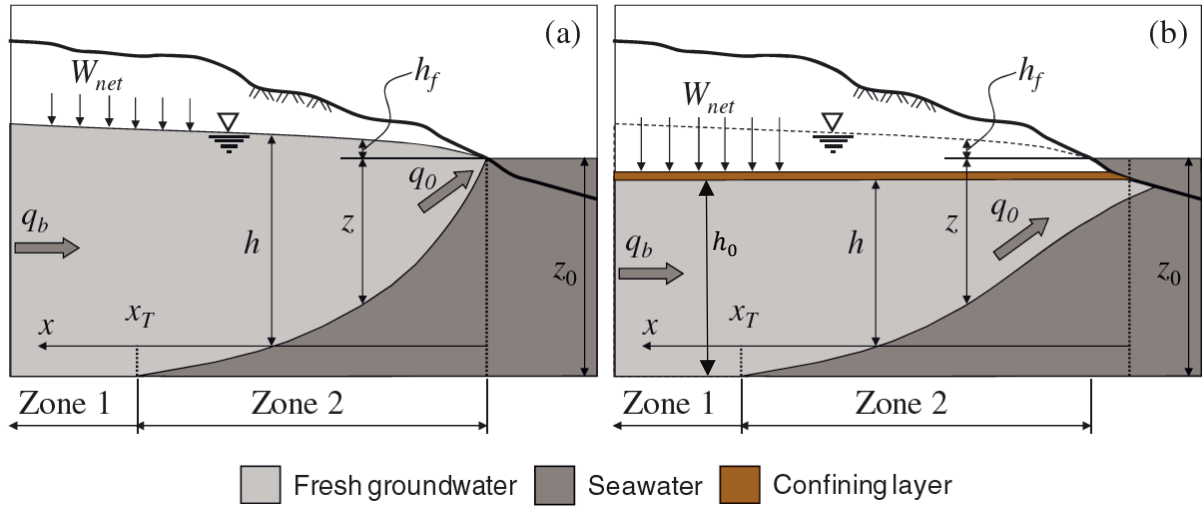 (a)
W_net
h_f
q_0
q_b
h
z
z_0
x
x_T
Zone 1
Zone 2
(b)
W_net
h_f
q_0
q_b
h_0
h
z
z_0
x
x_T
Zone 1
Zone 2
Fresh groundwater
Seawater
Confining layer